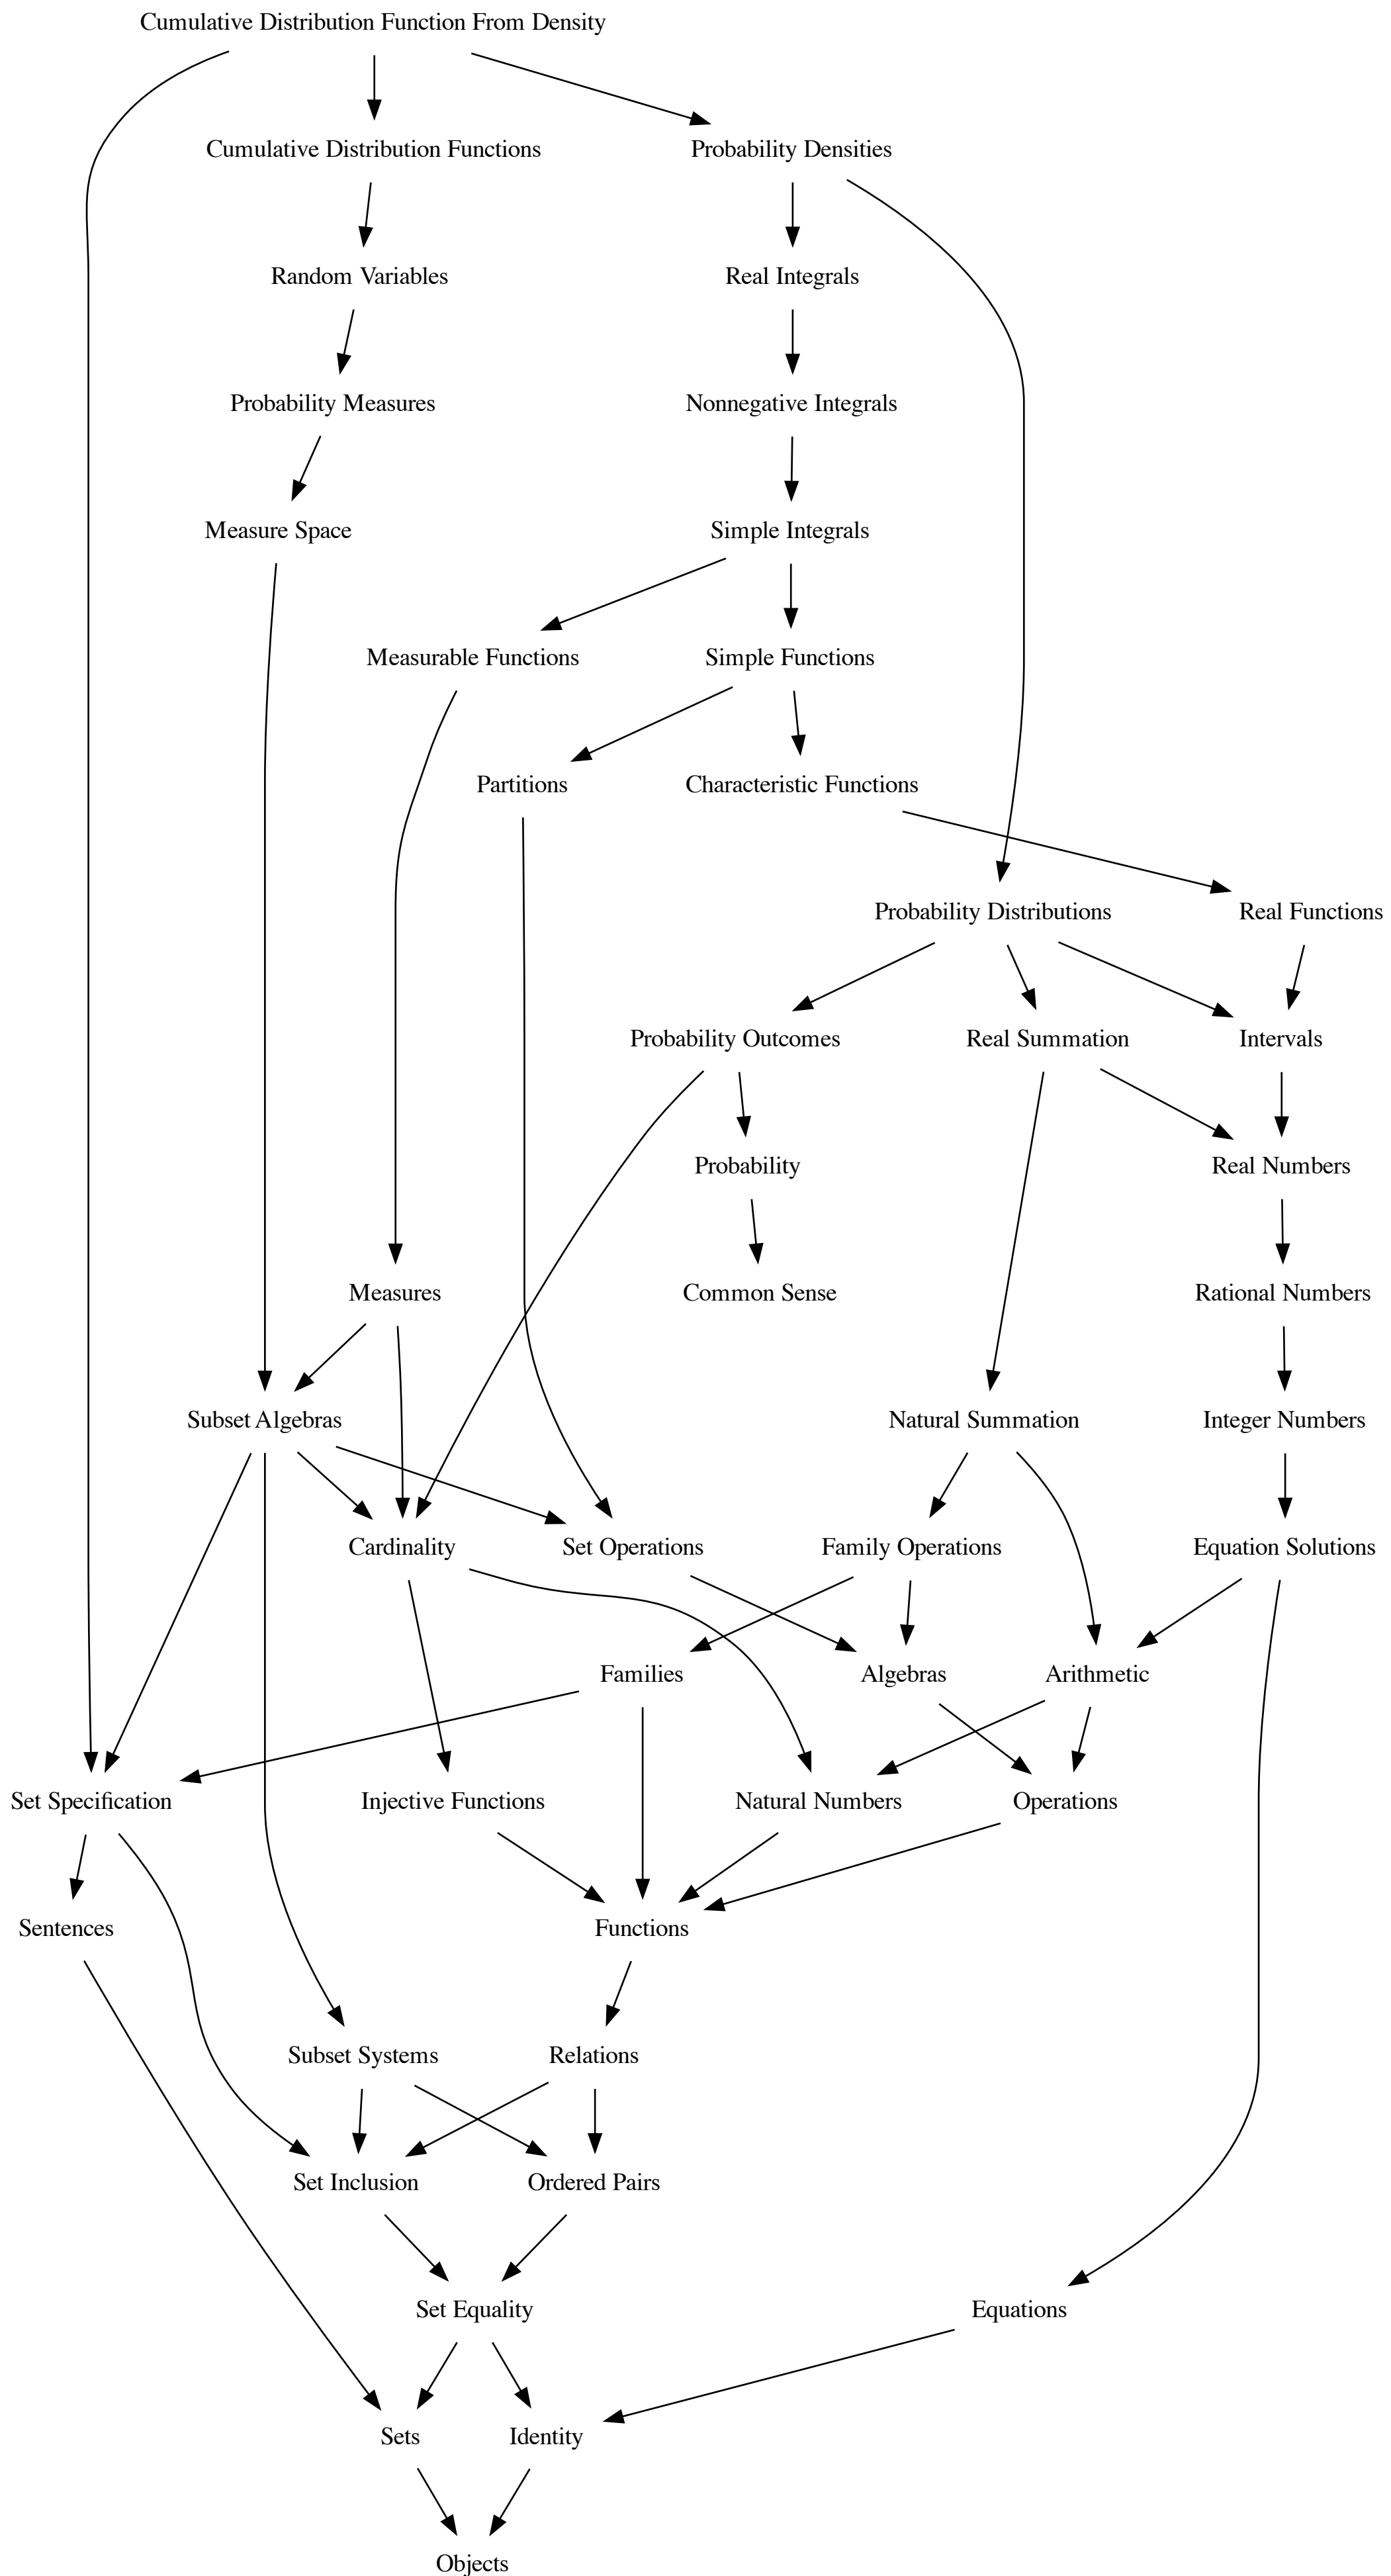 Cumulative Distribution Function From Density
Cumulative Distribution Functions
Probability Densities
Random Variables
Real Integrals
Probability Measures
Nonnegative Integrals
Measure Space
Simple Integrals
Measurable Functions
Simple Functions
Partitions
Characteristic Functions
Probability Distributions
Real Functions
Probability Outcomes
Real Summation
Intervals
Probability
Real Numbers
Measures
Common Sense
Rational Numbers
Subset Algebras
Natural Summation
Integer Numbers
Cardinality
Set Operations
Family Operations
Equation Solutions
Families
Algebras
Arithmetic
Set Specification
Injective Functions
Natural Numbers
Operations
Sentences
Functions
Subset Systems
Relations
Set Inclusion
Ordered Pairs
Set Equality
Equations
Sets
Identity
Objects